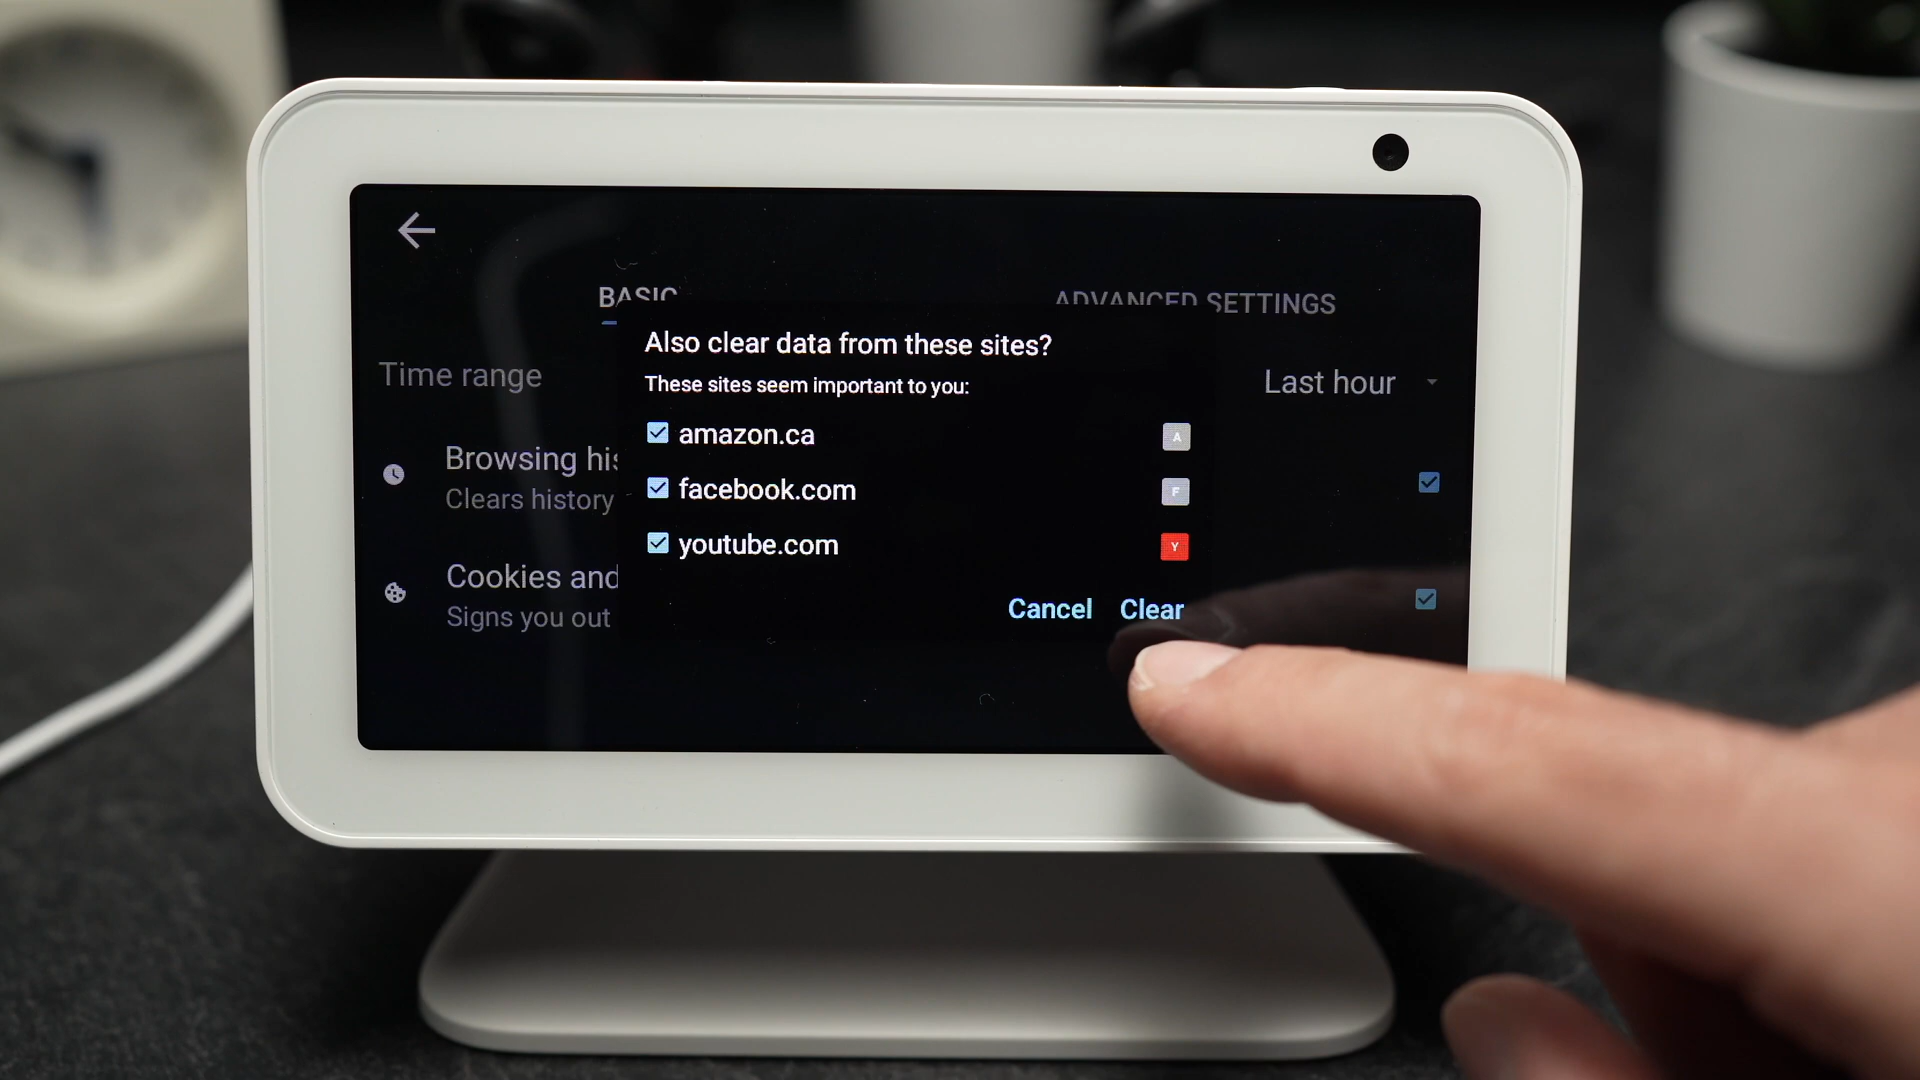 BASIC
ADVANCED SETTINGS
Also clear data from these sites?
These sites seem important to you:
Time range
Last hour
amazon.ca
A
Browsing his
Clears history
facebook.com
F
youtube.com
Y
Cookies and
Signs you out
Cancel Clear